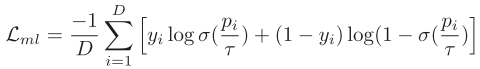 $\mathcal{L}_{ml} = \frac{-1}{D} \sum_{i=1}^{D} \left[ y_i \log \sigma(\frac{p_i}{\tau}) + (1 - y_i) \log(1 - \sigma(\frac{p_i}{\tau}) \right]$